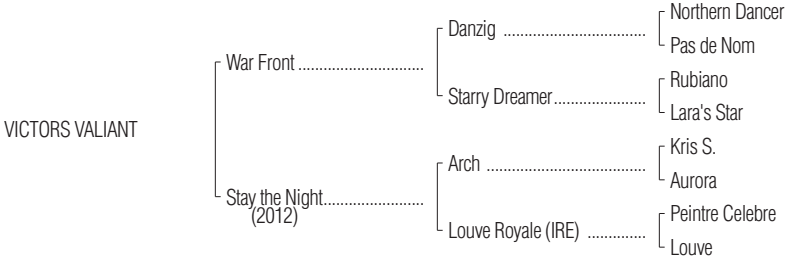 Northern Dancer
Danzig ..................................
Pas de Nom
War Front ..............................
Rubiano
Starry Dreamer......................
Lara's Star
VICTORS VALIANT
Kris S.
Arch ......................................
Aurora
Stay the Night........................
(2012)
Peintre Celebre
Louve Royale (IRE) ..............
Louve